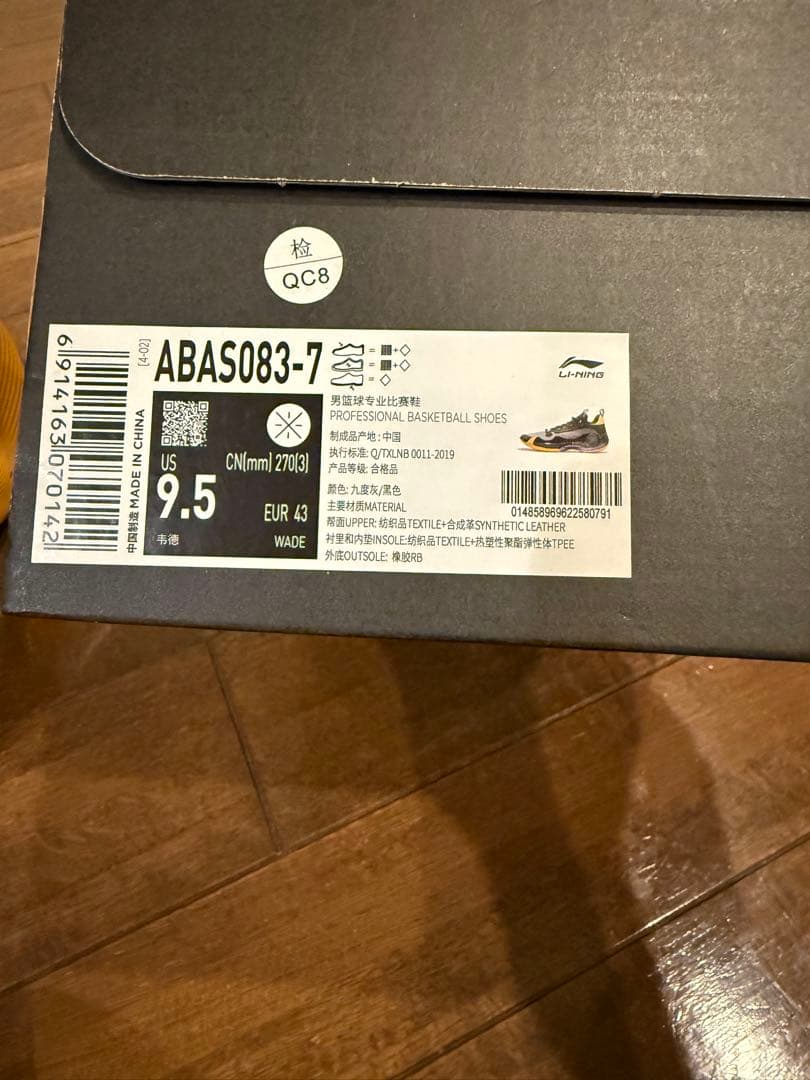 检
QC8
6 914163 070142
[4-02]
中国制造 MADE IN CHINA
ABAS083-7
US
CN(mm) 270(3)
9.5
EUR 43
韦德
WADE
LI-NING
男篮球专业比赛鞋
PROFESSIONAL BASKETBALL SHOES
制成品产地: 中国
执行标准: Q/TXLNB 0011-2019
产品等级: 合格品
颜色: 九度灰/黑色
主要材质MATERIAL
帮面UPPER: 纺织品TEXTILE+合成革SYNTHETIC LEATHER
衬里和内垫INSOLE:纺织品TEXTILE+热塑性聚酯弹性体TPEE
外底OUTSOLE: 橡胶RB
014858969622580791